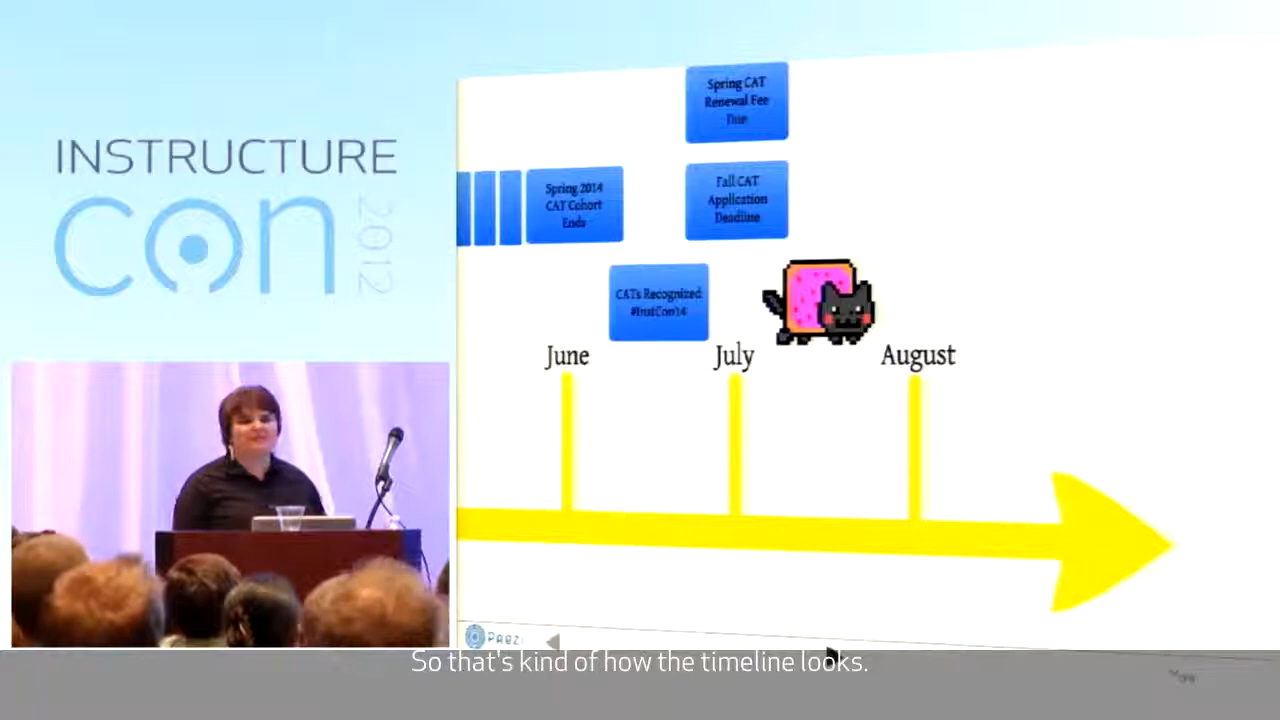 INSTRUCTURE
con
2012
Spring CAT
Renewal Fee
Due
Spring 2014
CAT Cohort
Ends
Fall CAT
Application
Deadline
CATs Recognized
#InstCon14
June
July
August
Prezi
So that's kind of how the timeline looks.
More